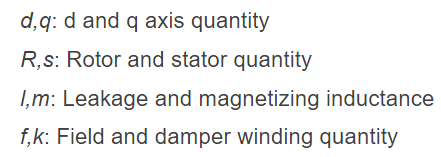 d,q: d and q axis quantity
R,s: Rotor and stator quantity
l,m: Leakage and magnetizing inductance
f,k: Field and damper winding quantity